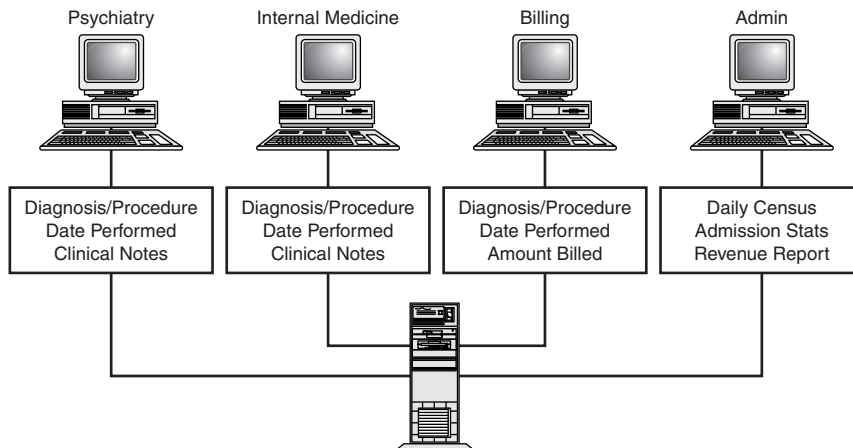 Psychiatry
Internal Medicine
Billing
Admin
Diagnosis/Procedure
Date Performed
Clinical Notes
Diagnosis/Procedure
Date Performed
Clinical Notes
Diagnosis/Procedure
Date Performed
Amount Billed
Daily Census
Admission Stats
Revenue Report